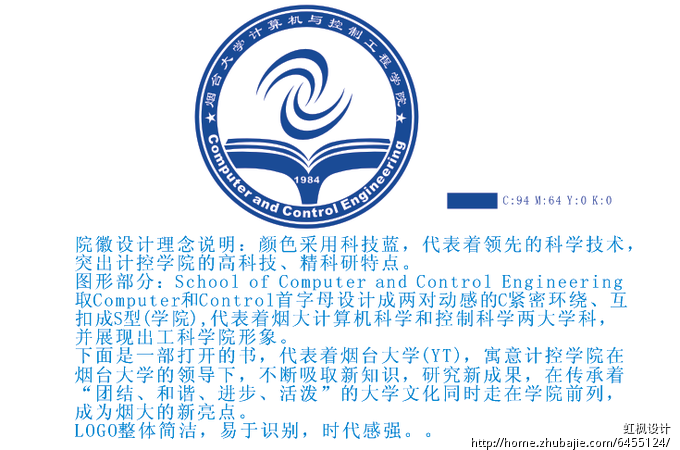 ★烟台大学计算机与控制工程学院★
1984
Computer and Control Engineering
C:94 M:64 Y:0 K:0
院徽设计理念说明：颜色采用科技蓝，代表着领先的科学技术，
突出计控学院的高科技、精科研特点。
图形部分：School of Computer and Control Engineering
取Computer和Control首字母设计成两对动感的C紧密环绕、互
扣成S型(学院),代表着烟大计算机科学和控制科学两大学科，
并展现出工科学院形象。
下面是一部打开的书，代表着烟台大学(YT)，寓意计控学院在
烟台大学的领导下，不断吸取新知识，研究新成果，在传承着
“团结、和谐、进步、活泼”的大学文化同时走在学院前列，
成为烟大的新亮点。
LOGO整体简洁，易于识别，时代感强。。
红枫设计
http://home.zhubajie.com/6455124/